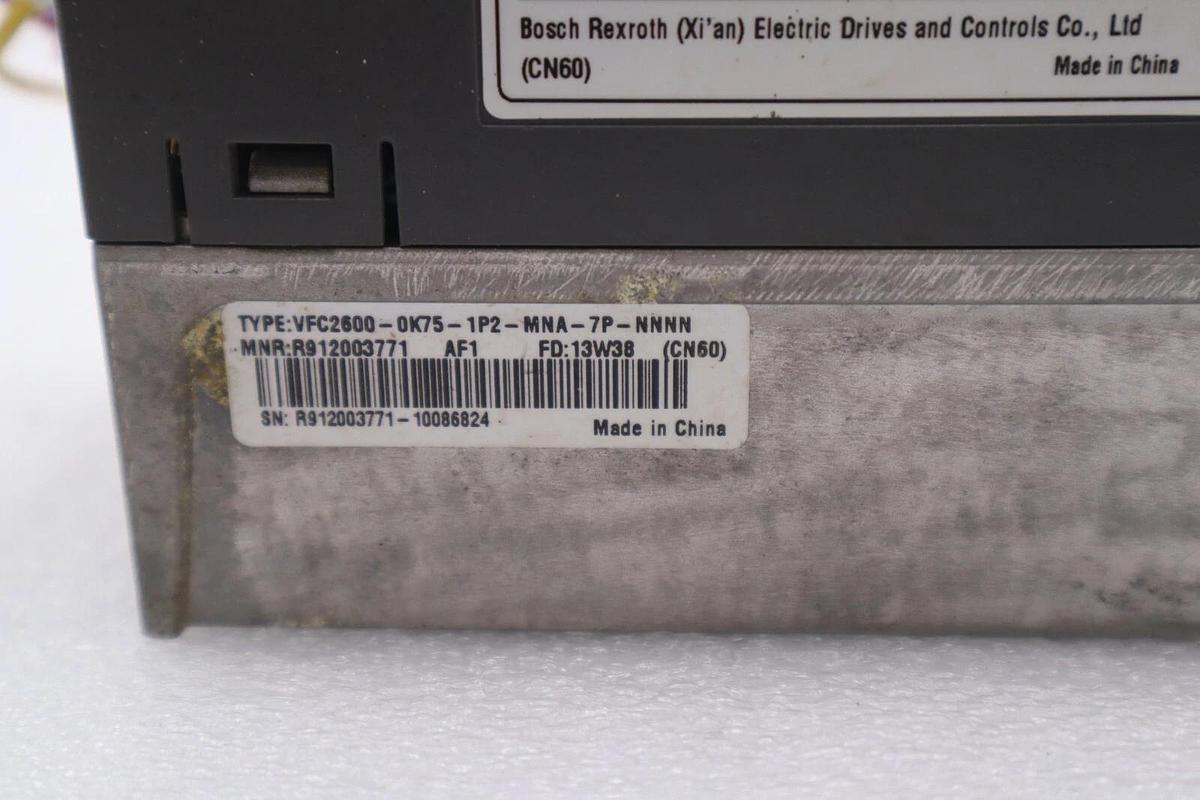 Bosch Rexroth (Xi'an) Electric Drives and Controls Co., Ltd
(CN60) Made in China
TYPE:VFC2600-0K75-1P2-MNA-7P-NNNN
MNR:R912003771 AF1 FD:13W38 (CN60)
SN: R912003771-10086824
Made in China